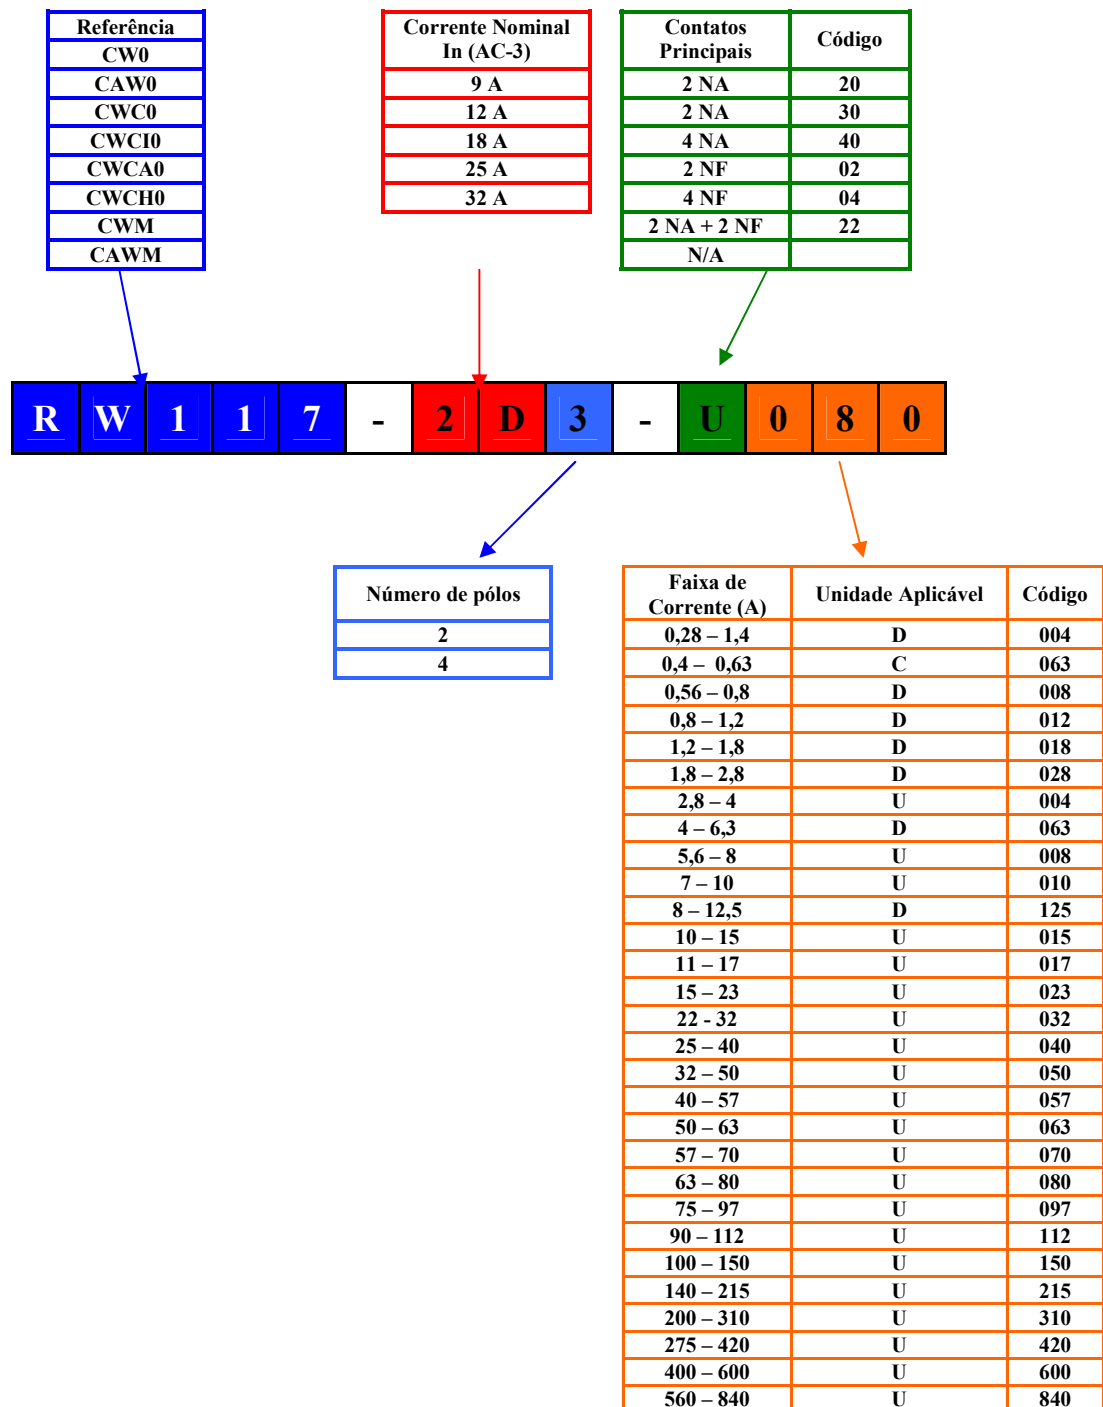 Referência
CW0
CAW0
CWC0
CWCI0
CWCA0
CWCH0
CWM
CAWM
Corrente Nominal
In (AC-3)
9 A
12 A
18 A
25 A
32 A
Contatos Principais Código
2 NA 20
2 NA 30
4 NA 40
2 NF 02
4 NF 04
2 NA + 2 NF 22
N/A
R W 1 1 7 - 2 D 3 - U 0 8 0
Número de pólos
2
4
Faixa de Corrente (A) Unidade Aplicável Código
0,28 – 1,4 D 004
0,4 – 0,63 C 063
0,56 – 0,8 D 008
0,8 – 1,2 D 012
1,2 – 1,8 D 018
1,8 – 2,8 D 028
2,8 – 4 U 004
4 – 6,3 D 063
5,6 – 8 U 008
7 – 10 U 010
8 – 12,5 D 125
10 – 15 U 015
11 – 17 U 017
15 – 23 U 023
22 - 32 U 032
25 – 40 U 040
32 – 50 U 050
40 – 57 U 057
50 – 63 U 063
57 – 70 U 070
63 – 80 U 080
75 – 97 U 097
90 – 112 U 112
100 – 150 U 150
140 – 215 U 215
200 – 310 U 310
275 – 420 U 420
400 – 600 U 600
560 – 840 U 840